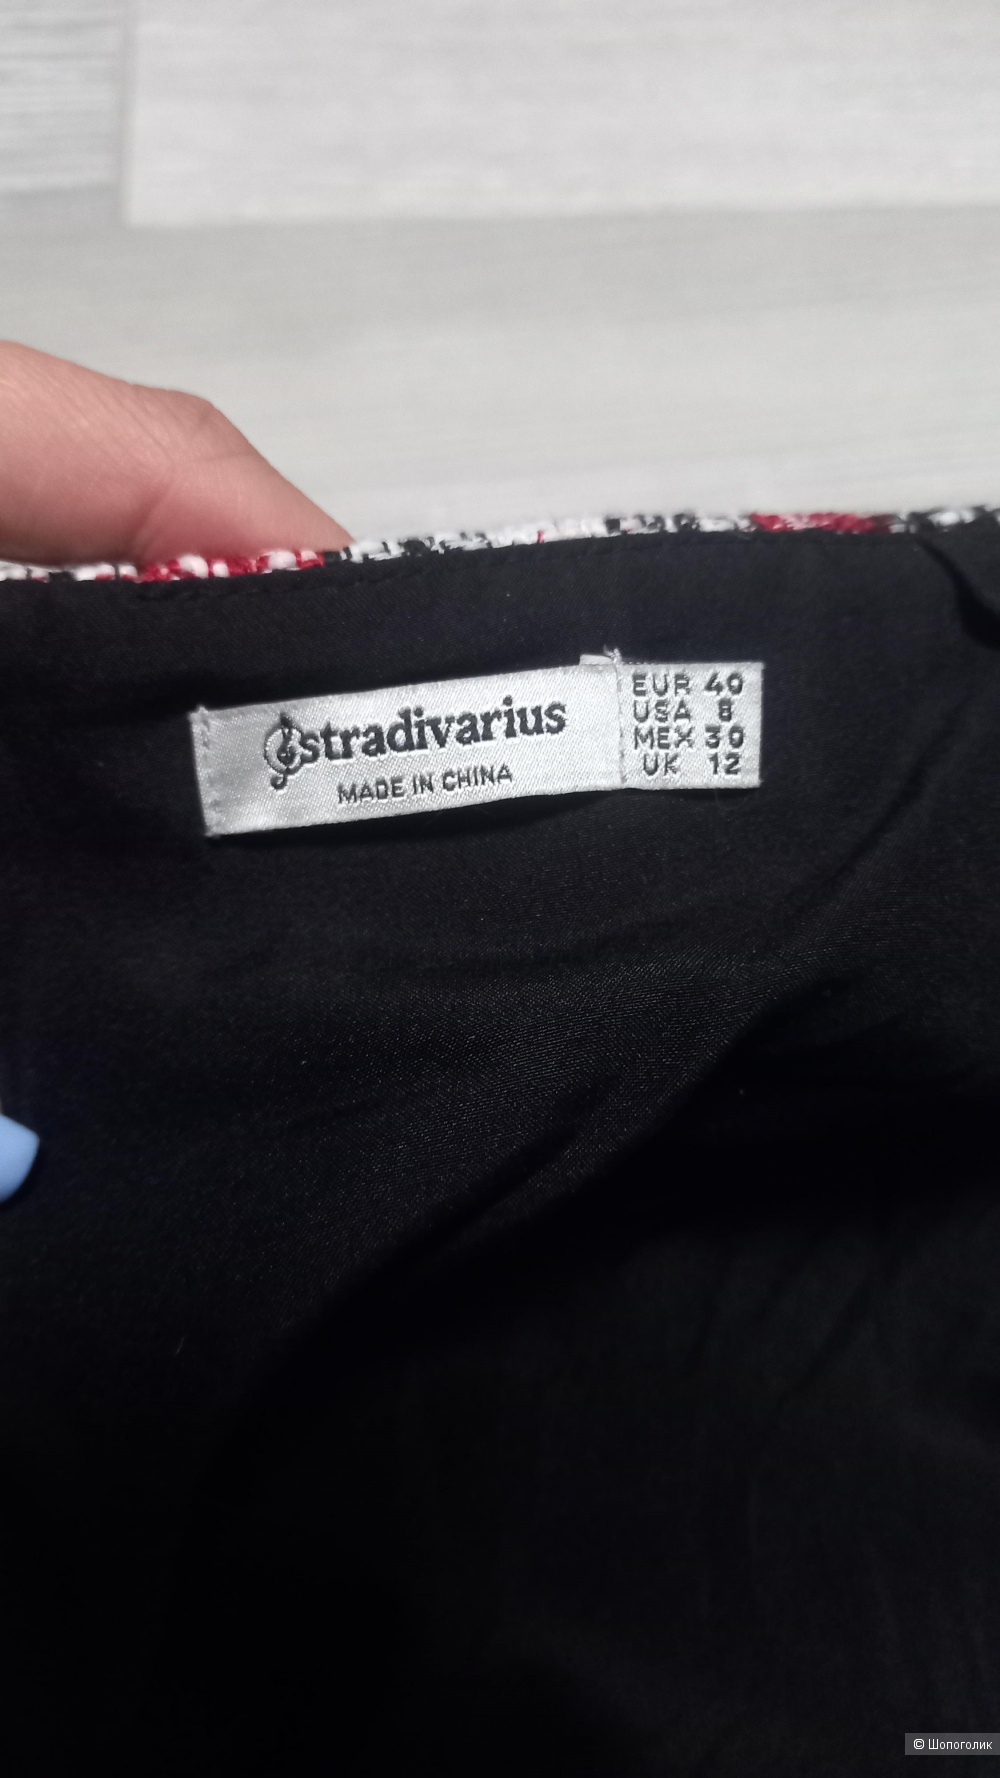 stradivarius
MADE IN CHINA
EUR 40
USA 8
MEX 30
UK 12
© Шопоголик